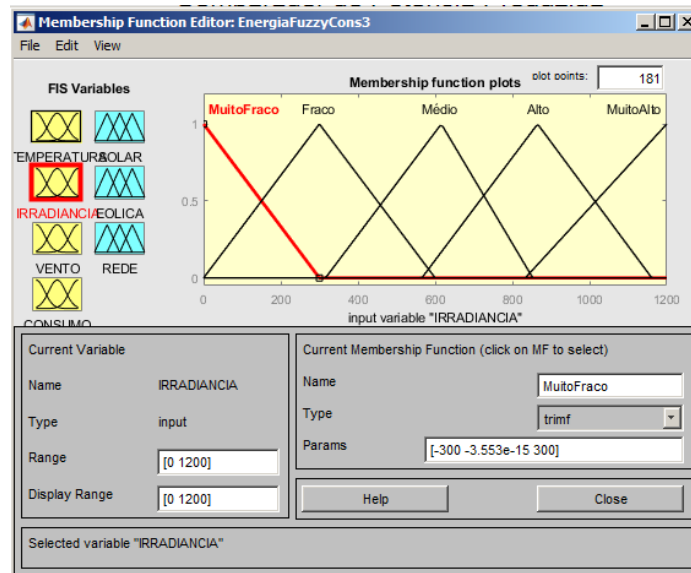 Membership Function Editor: EnergiaFuzzyCons3
File Edit View
FIS Variables
Membership function plots
plot points:
181
MuitoFraco Fraco Médio Alto MuitoAlto
1
0.5
0
TEMPERATURA
SOLAR
IRRADIANCIA
EOLICA
VENTO
REDE
CONSUMO
0 200 400 600 800 1000 1200
input variable "IRRADIANCIA"
Current Variable
Name IRRADIANCIA
Type input
Range [0 1200]
Display Range [0 1200]
Current Membership Function (click on MF to select)
Name MuitoFraco
Type trimf
Params [-300 -3.553e-15 300]
Help Close
Selected variable "IRRADIANCIA"